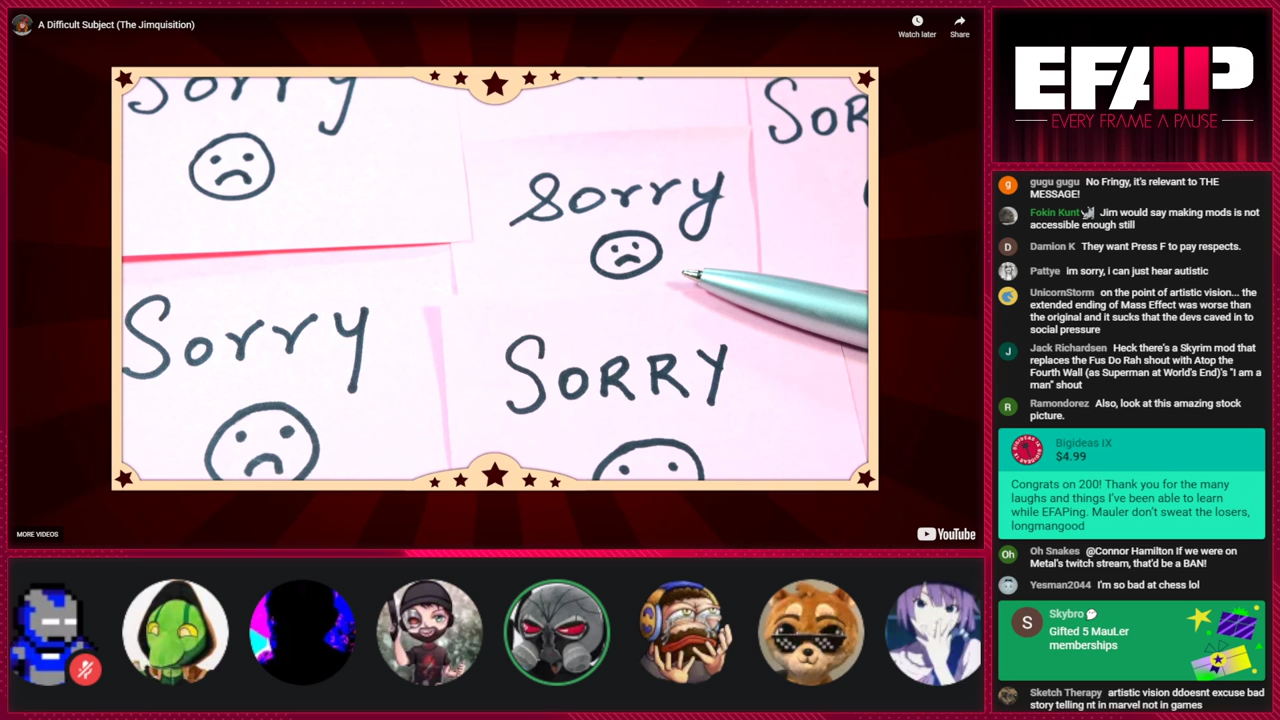 A Difficult Subject (The Jimquisition)
Watch later
Share
Sorry
Sorry
SOR
Sorry
SORRY
MORE VIDEOS
YouTube
EFAP
EVERY FRAME A PAUSE
gugu gugu No Fringy, it's relevant to THE
MESSAGE!
Fokin Kunt Jim would say making mods is not
accessible enough still
Damion K They want Press F to pay respects.
Pattye im sorry, i can just hear autistic
UnicornStorm on the point of artistic vision... the
extended ending of Mass Effect was worse than
the original and it sucks that the devs caved in to
social pressure
Jack Richardsen Heck there's a Skyrim mod that
replaces the Fus Do Rah shout with Atop the
Fourth Wall (as Superman at World's End)'s "I am a
man" shout
Ramondorez Also, look at this amazing stock
picture.
BIGIDEAS IX
Bigideas IX
$4.99
Congrats on 200! Thank you for the many
laughs and things I've been able to learn
while EFAPing. Mauler don't sweat the losers,
longmangood
Oh Snakes @Connor Hamilton If we were on
Metal's twitch stream, that'd be a BAN!
Yesman2044 I'm so bad at chess lol
Skybro
Gifted 5 MauLer
memberships
Sketch Therapy artistic vision ddoesnt excuse bad
story telling nt in marvel not in games